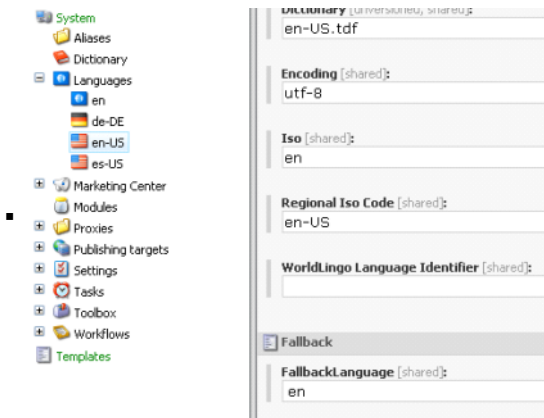 System
Aliases
Dictionary
Languages
en
de-DE
en-US
es-US
Marketing Center
Modules
Proxies
Publishing targets
Settings
Tasks
Toolbox
Workflows
Templates
Dictionary [unversioned, shared]:
en-US.tdf
Encoding [shared]:
utf-8
Iso [shared]:
en
Regional Iso Code [shared]:
en-US
WorldLingo Language Identifier [shared]:
Fallback
FallbackLanguage [shared]:
en